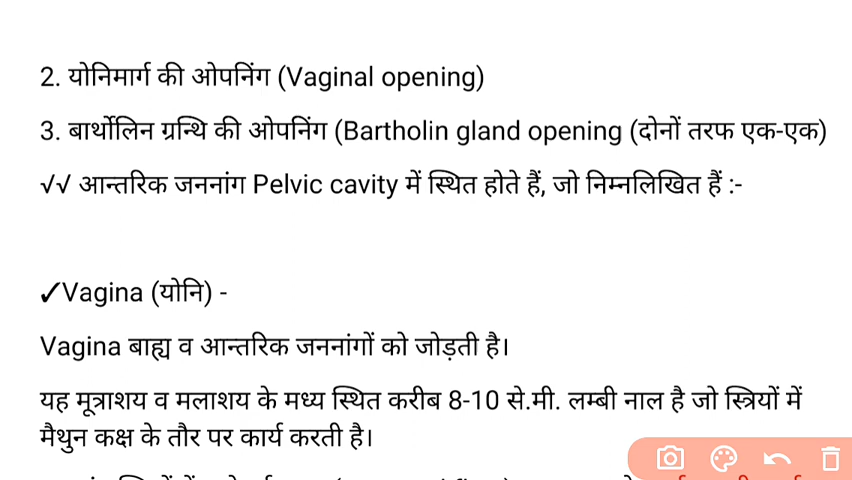 2. योनिमार्ग की ओपनिंग (Vaginal opening)
3. बार्थोलिन ग्रन्थि की ओपनिंग (Bartholin gland opening (दोनों तरफ एक-एक)
√√ आन्तरिक जननांग Pelvic cavity में स्थित होते हैं, जो निम्नलिखित हैं :-
✓Vagina (योनि) -
Vagina बाह्य व आन्तरिक जननांगों को जोड़ती है।
यह मूत्राशय व मलाशय के मध्य स्थित करीब 8-10 से.मी. लम्बी नाल है जो स्त्रियों में
मैथुन कक्ष के तौर पर कार्य करती है।